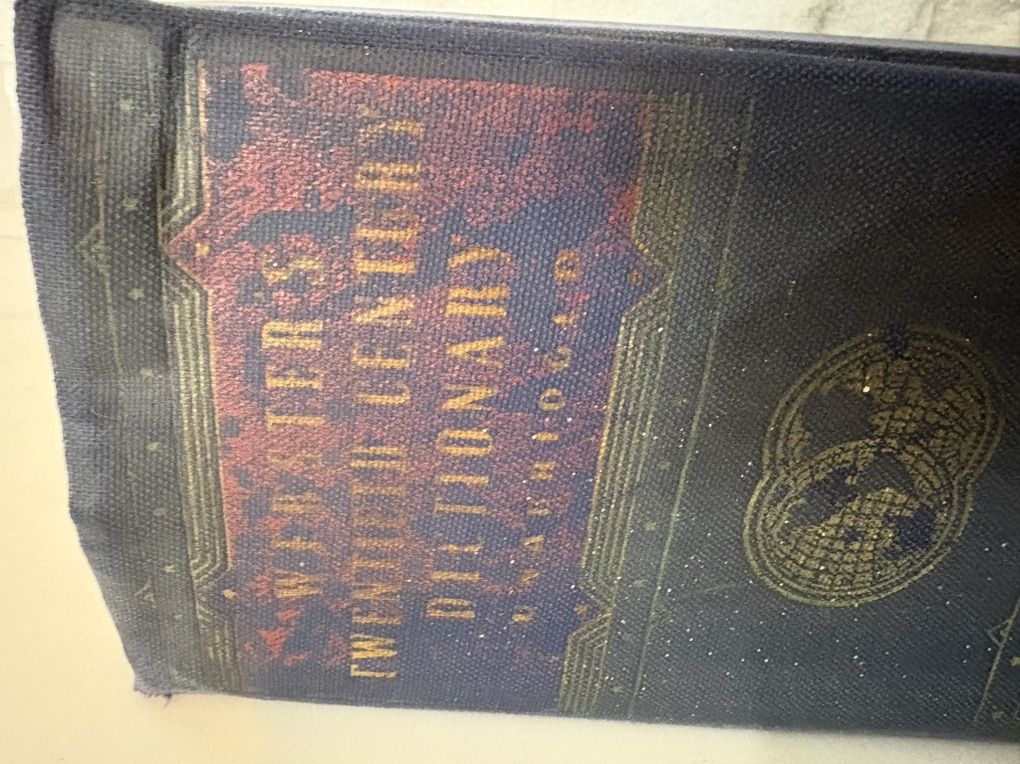 WEBSTER'S
TWENTIETH CENTURY
DICTIONARY
UNABRIDGED